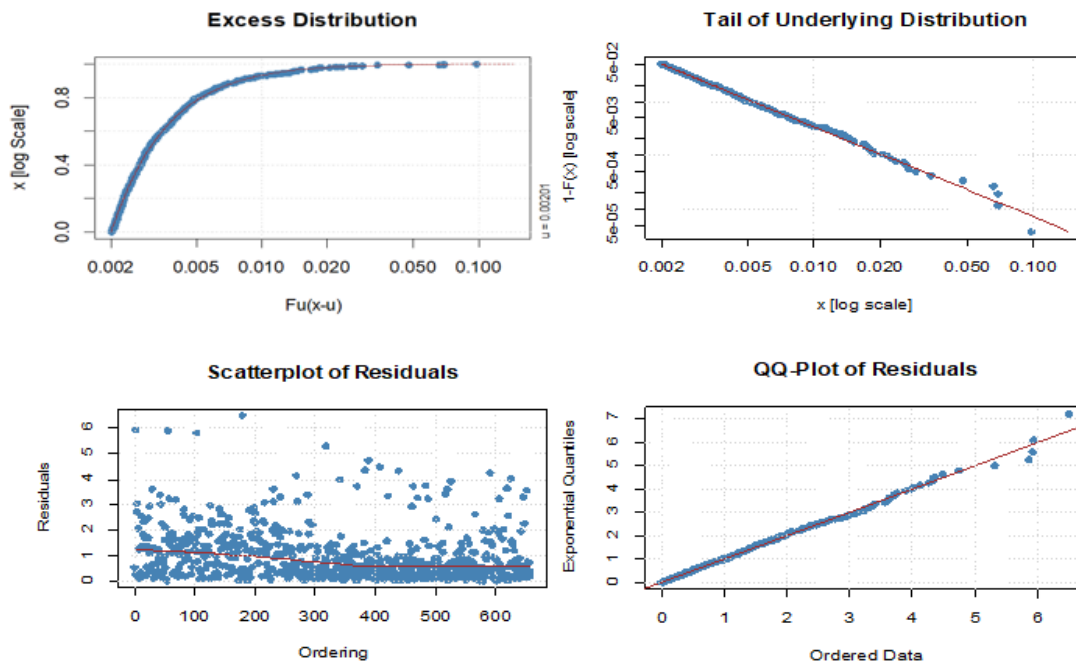 Excess Distribution
x [log Scale]
0.8
0.4
0.0
0.002 0.005 0.010 0.020 0.050 0.100
Fu(x-u)
u = 0.00201
Tail of Underlying Distribution
1-F(x) [log scale]
5e-02
5e-03
5e-04
5e-05
5e-05
0.002 0.005 0.010 0.020 0.050 0.100
x [log scale]
Scatterplot of Residuals
Residuals
6
5
4
3
2
1
0
0 100 200 300 400 500 600
Ordering
QQ-Plot of Residuals
Exponential Quantiles
7
6
5
4
3
2
1
0
0 1 2 3 4 5 6
Ordered Data